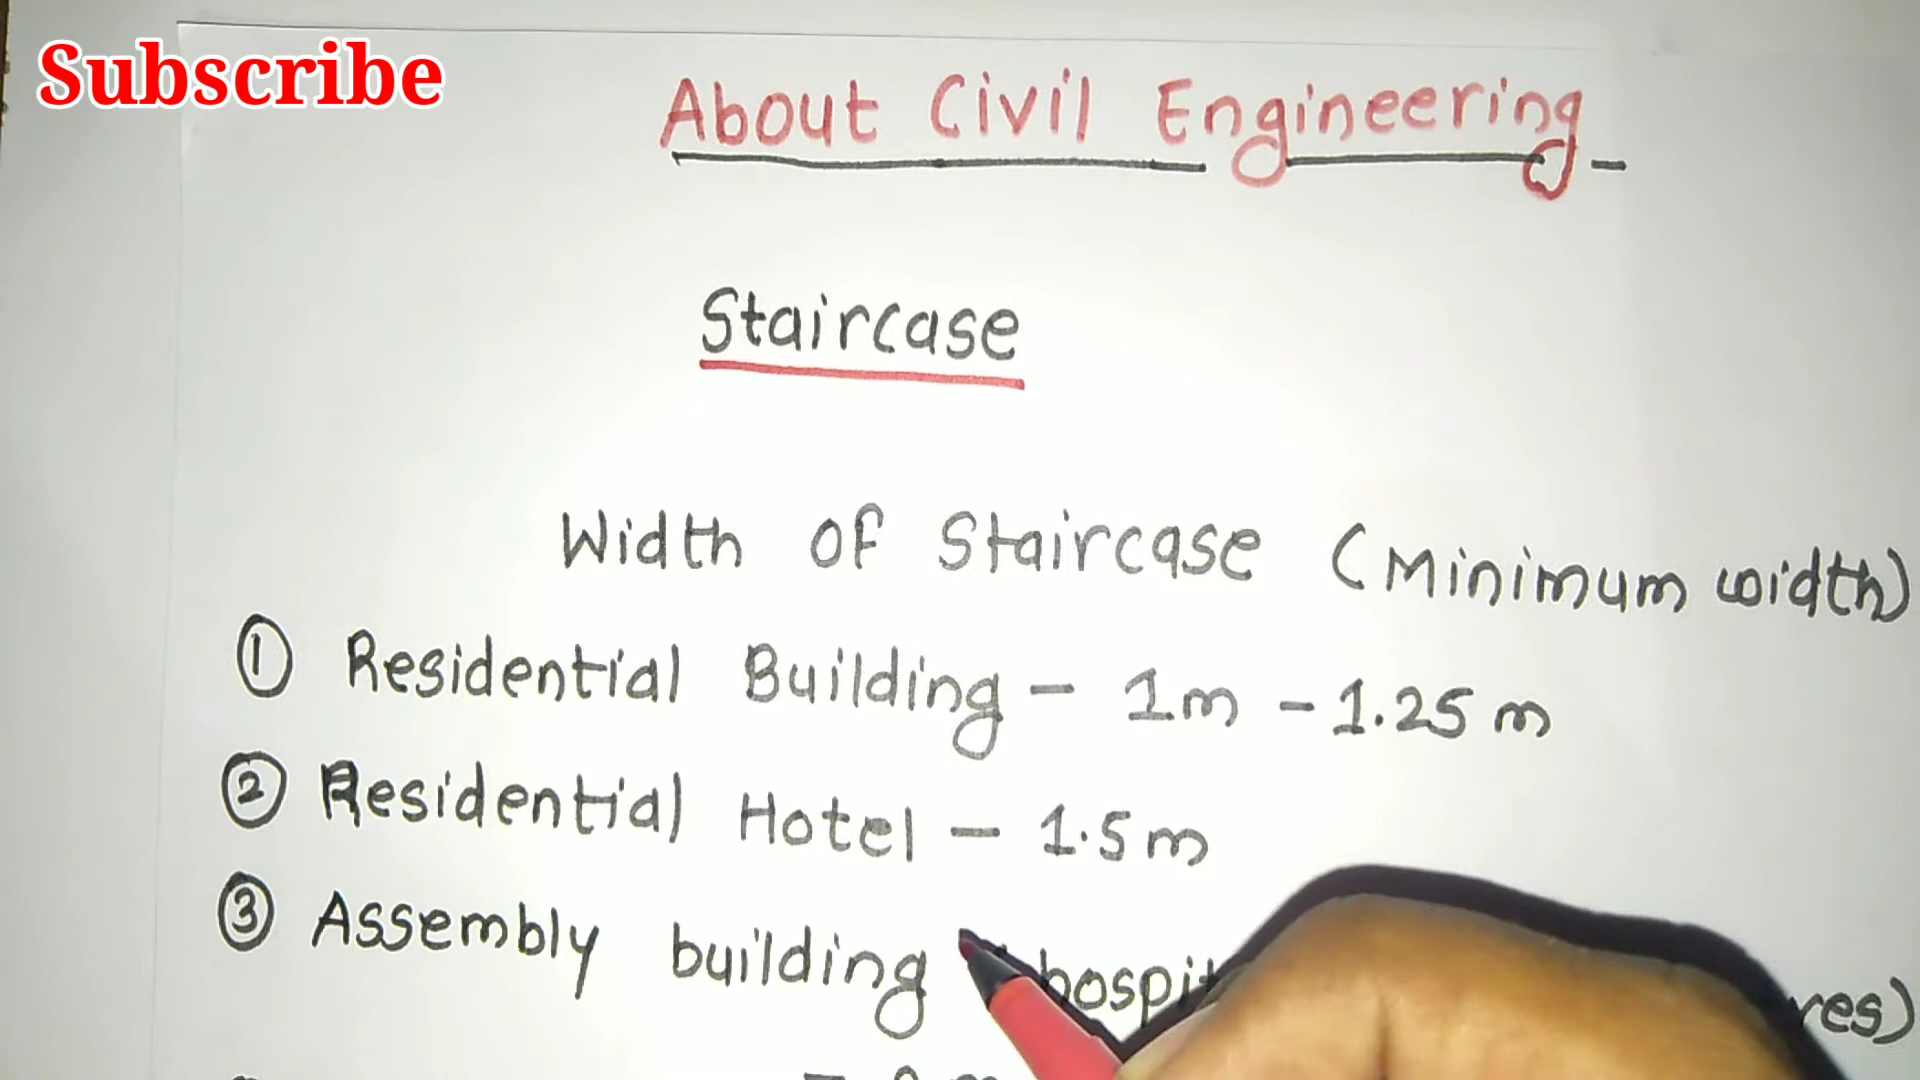 Subscribe
About Civil Engineering
Staircase
Width of Staircase (Minimum width)
① Residential Building - 1m - 1.25 m
② Residential Hotel - 1.5 m
③ Assembly building